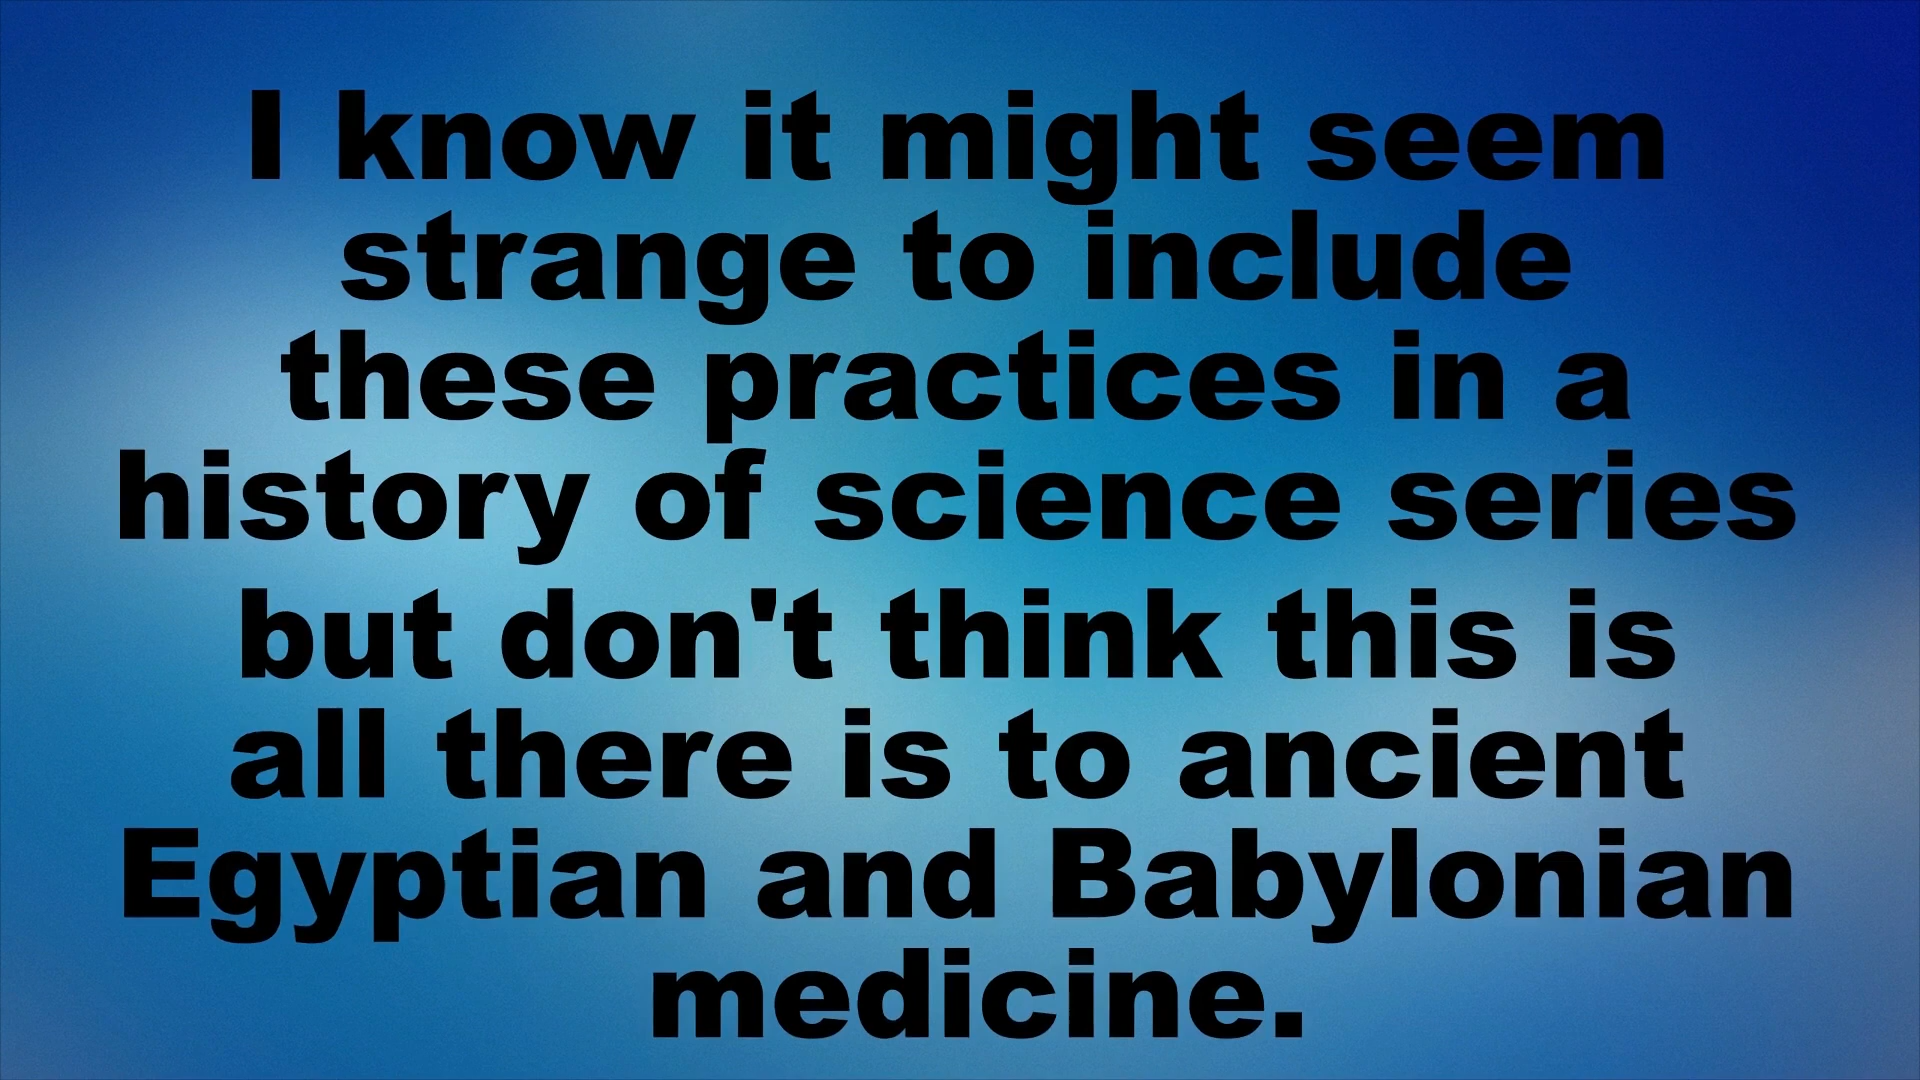 I know it might seem
strange to include
these practices in a
history of science series
but don't think this is
all there is to ancient
Egyptian and Babylonian
medicine.